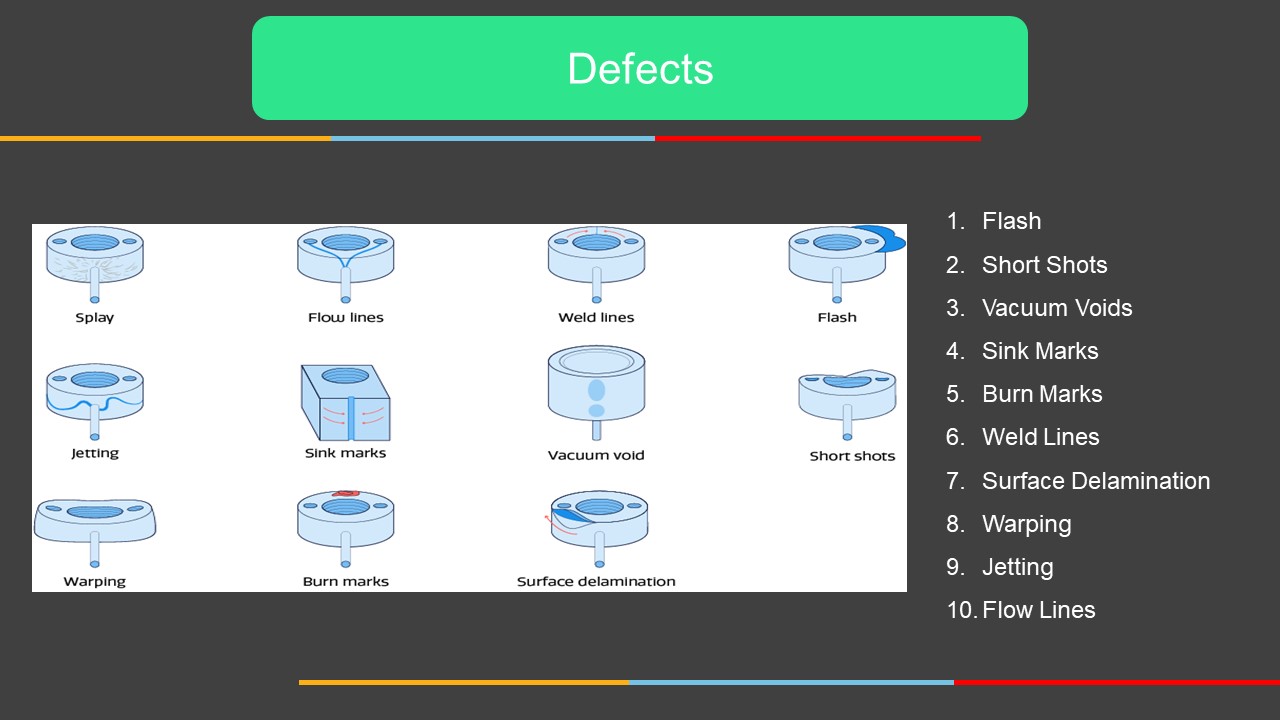 Defects
Splay
Flow lines
Weld lines
Flash
Jetting
Sink marks
Vacuum void
Short shots
Warping
Burn marks
Surface delamination
1. Flash
2. Short Shots
3. Vacuum Voids
4. Sink Marks
5. Burn Marks
6. Weld Lines
7. Surface Delamination
8. Warping
9. Jetting
10. Flow Lines